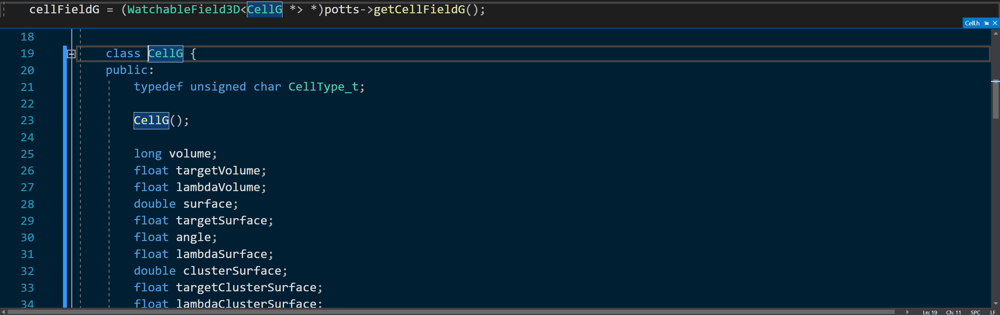 cellFieldG = (WatchableField3D<CellG *> *)potts->getCellFieldG();
Cell.h
18
19 class CellG {
20 public:
21 typedef unsigned char CellType_t;
22
23 CellG();
24
25 long volume;
26 float targetVolume;
27 float lambdaVolume;
28 double surface;
29 float targetSurface;
30 float angle;
31 float lambdaSurface;
32 double clusterSurface;
33 float targetClusterSurface;
34 float lambdaClusterSurface;
Ln: 19 Ch: 11 SPC LF